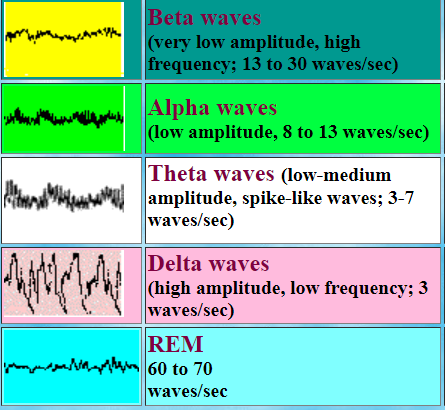 Beta waves
(very low amplitude, high
frequency; 13 to 30 waves/sec)
Alpha waves
(low amplitude, 8 to 13 waves/sec)
Theta waves (low-medium
amplitude, spike-like waves; 3-7
waves/sec)
Delta waves
(high amplitude, low frequency; 3
waves/sec)
REM
60 to 70
waves/sec